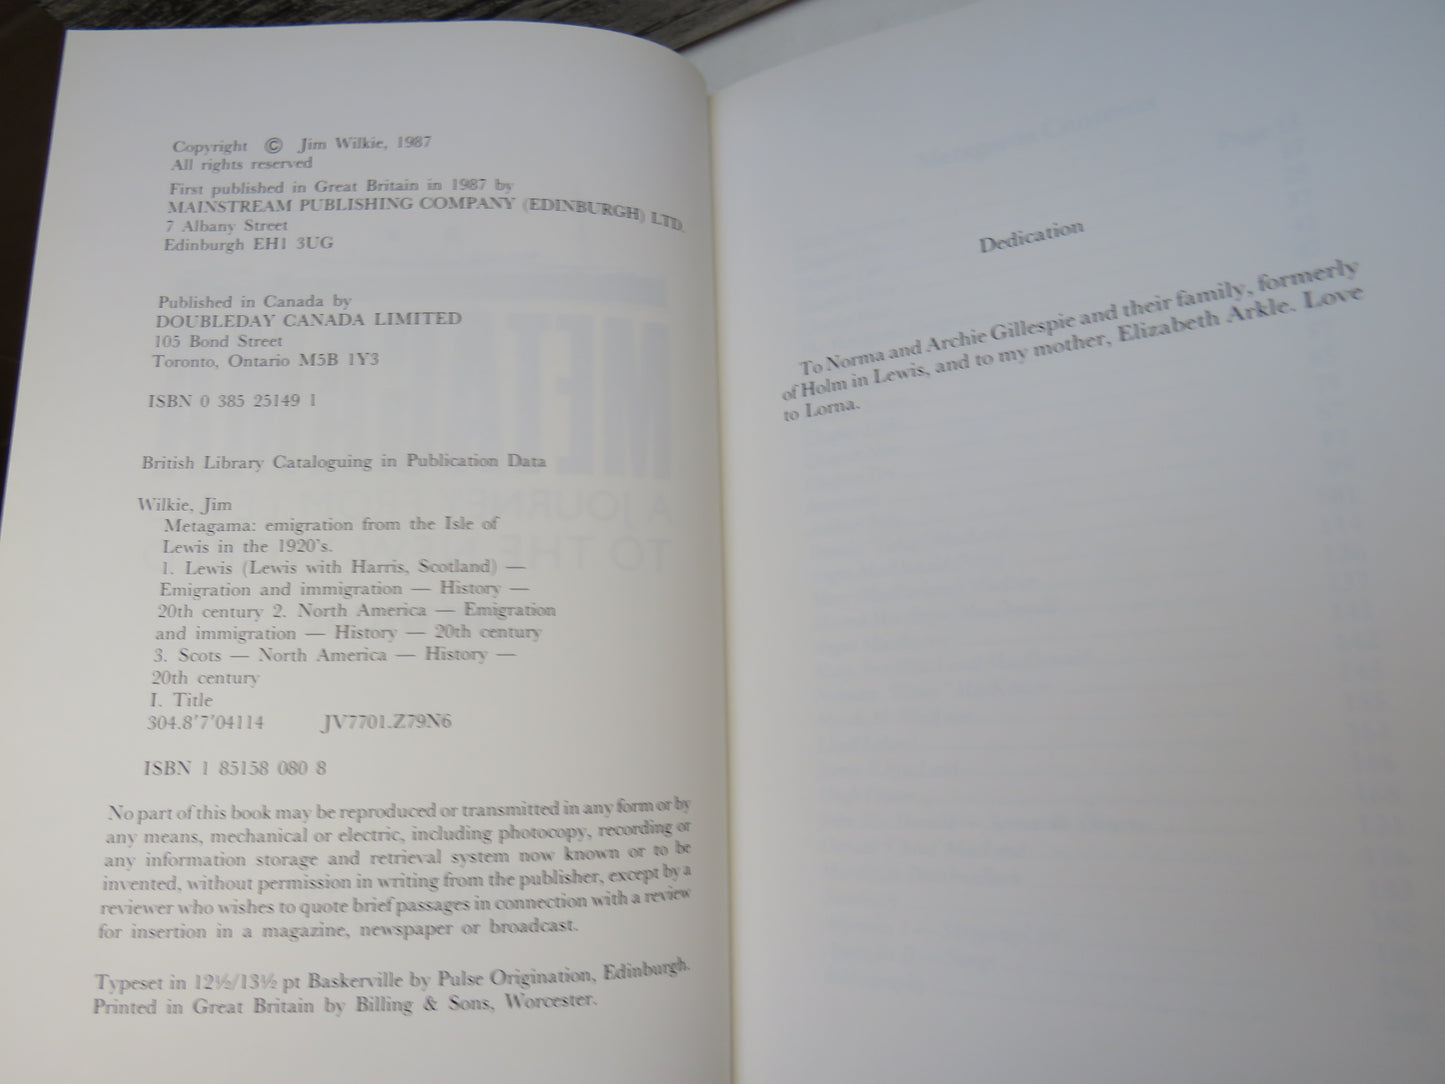 Copyright © Jim Wilkie, 1987
All rights reserved
First published in Great Britain in 1987 by
MAINSTREAM PUBLISHING COMPANY (EDINBURGH) LTD.
7 Albany Street
Edinburgh EH1 3UG
Published in Canada by
DOUBLEDAY CANADA LIMITED
105 Bond Street
Toronto, Ontario M5B 1Y3
ISBN 0 385 25149 1
British Library Cataloguing in Publication Data
Wilkie, Jim
Metagama: emigration from the Isle of
Lewis in the 1920's.
1. Lewis (Lewis with Harris, Scotland) —
Emigration and immigration — History —
20th century 2. North America — Emigration
and immigration — History — 20th century
3. Scots — North America — History —
20th century
I. Title
304.8'7'04114 JV7701.Z79N6
ISBN 1 85158 080 8
No part of this book may be reproduced or transmitted in any form or by
any means, mechanical or electric, including photocopy, recording or
any information storage and retrieval system now known or to be
invented, without permission in writing from the publisher, except by a
reviewer who wishes to quote brief passages in connection with a review
for insertion in a magazine, newspaper or broadcast.
Typeset in 12½/13½ pt Baskerville by Pulse Origination, Edinburgh.
Printed in Great Britain by Billing & Sons, Worcester.
Dedication
To Norma and Archie Gillespie and their family, formerly
of Holm in Lewis, and to my mother, Elizabeth Arkle. Love
to Lorna.